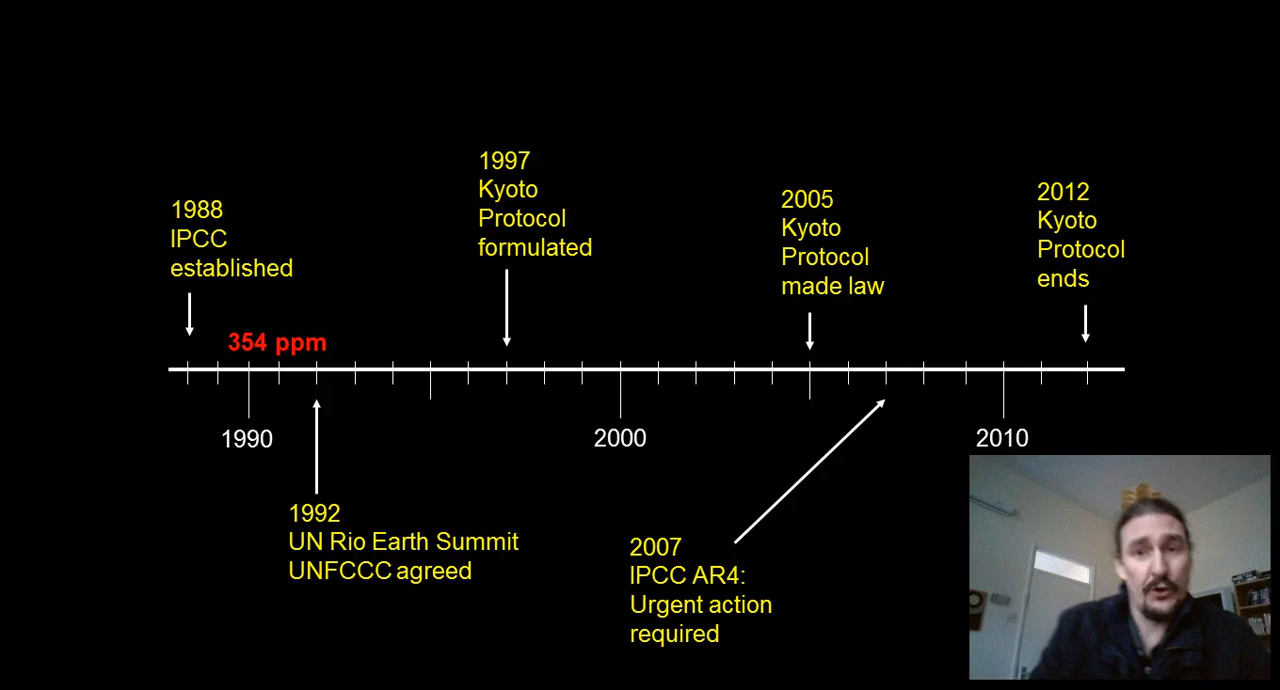 1997
Kyoto
Protocol
formulated
1988
IPCC
established
2005
Kyoto
Protocol
made law
2012
Kyoto
Protocol
ends
354 ppm
1990
2000
2010
1992
UN Rio Earth Summit
UNFCCC agreed
2007
IPCC AR4:
Urgent action
required